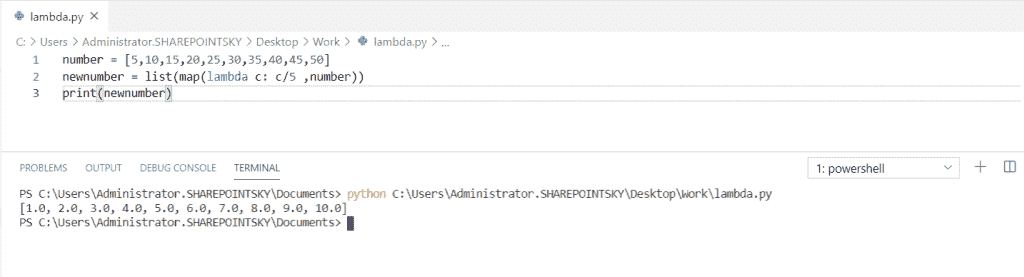 lambda.py ×
C: > Users > Administrator.SHAREPOINTSKY > Desktop > Work > lambda.py > ...
1 number = [5,10,15,20,25,30,35,40,45,50]
2 newnumber = list(map(lambda c: c/5 ,number))
3 print(newnumber)
PROBLEMS OUTPUT DEBUG CONSOLE TERMINAL 1: powershell
PS C:\Users\Administrator.SHAREPOINTSKY\Documents> python C:\Users\Administrator.SHAREPOINTSKY\Desktop\Work\lambda.py
[1.0, 2.0, 3.0, 4.0, 5.0, 6.0, 7.0, 8.0, 9.0, 10.0]
PS C:\Users\Administrator.SHAREPOINTSKY\Documents>